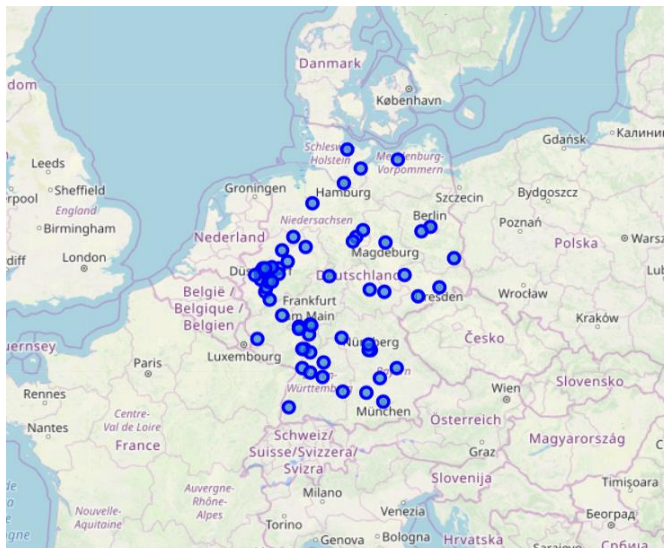 Danmark
København
dom
Gdańsk
Калинин
Schlesw
Holstein
Mecklenburg-
Vorpommern
Leeds
Groningen
Hamburg
Sheffield
Szczecin
Bydgoszcz
rpool
England
Niedersachsen
Berlin
Birmingham
Nederland
Poznań
Warsz
Magdeburg
Polska
diff
London
Deutschland
Lub
België /
Belgique /
Belgien
Frankfurt
am Main
Dresden
Wrocław
Kraków
uernsey
Luxembourg
Nürnberg
Česko
Paris
Slovensko
Rennes
Württemberg
Wien
Centre-
Val de Loire
München
Nantes
Österreich
France
Schweiz/
Suisse/Svizzera/
Svizra
Magyarország
Graz
Auvergne-
Rhône-
Alpes
Slovenija
Timișoara
Milano
Nouvelle-
Aquitaine
Venezia
Београд
Torino
Hrvatska
Genova
Bologna